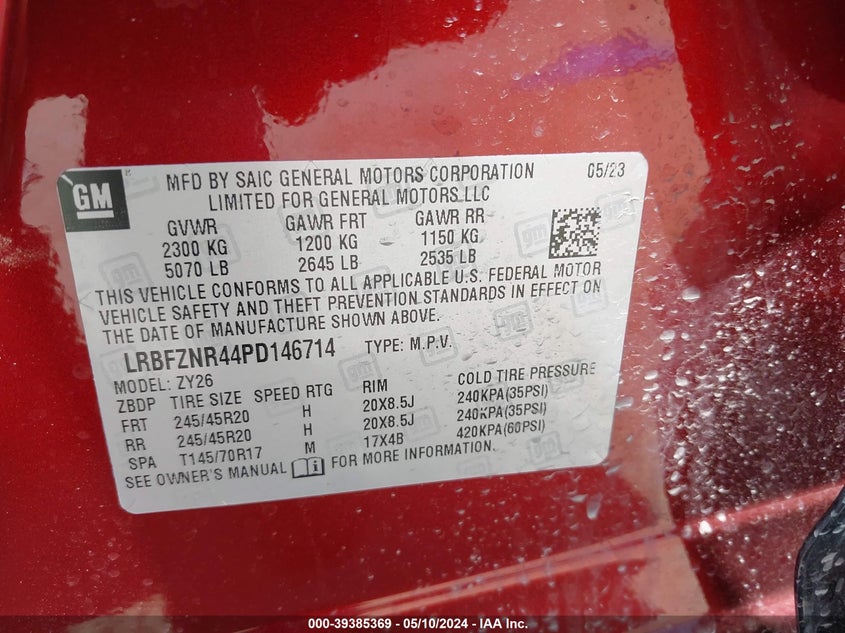 GM
MFD BY SAIC GENERAL MOTORS CORPORATION 05/23
LIMITED FOR GENERAL MOTORS LLC
GVWR GAWR FRT GAWR RR
2300 KG 1200 KG 1150 KG
5070 LB 2645 LB 2535 LB
THIS VEHICLE CONFORMS TO ALL APPLICABLE U.S. FEDERAL MOTOR
VEHICLE SAFETY AND THEFT PREVENTION STANDARDS IN EFFECT ON
THE DATE OF MANUFACTURE SHOWN ABOVE.
LRBFZNR44PD146714 TYPE: M.P.V.
MODEL: ZY26
ZBDP TIRE SIZE SPEED RTG RIM COLD TIRE PRESSURE
FRT 245/45R20 H 20X8.5J 240KPA(35PSI)
RR 245/45R20 H 20X8.5J 240KPA(35PSI)
SPA T145/70R17 M 17X4B 420KPA(60PSI)
SEE OWNER'S MANUAL FOR MORE INFORMATION.
000-39385369 - 05/10/2024 - IAA Inc.